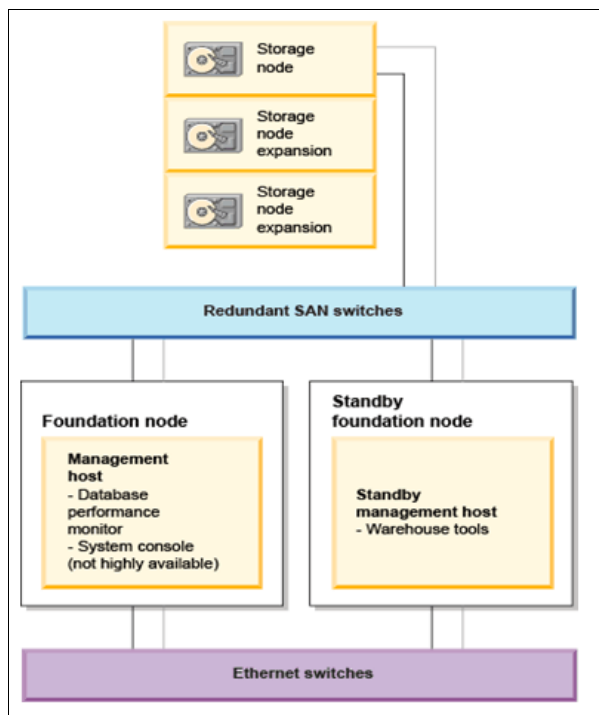 Storage
node
Storage
node
expansion
Storage
node
expansion
Redundant SAN switches
Foundation node
Management
host
- Database
performance
monitor
- System console
(not highly available)
Standby
foundation node
Standby
management host
- Warehouse tools
Ethernet switches